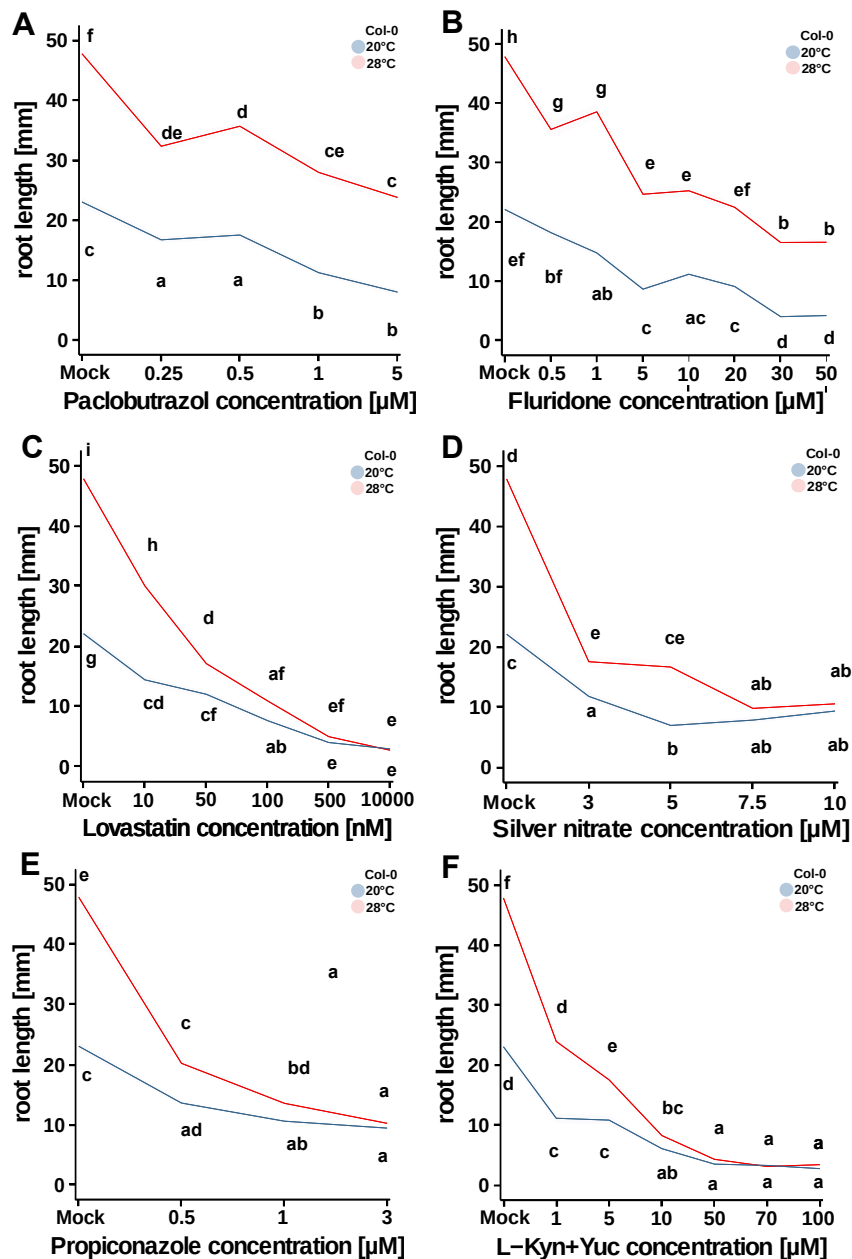 A
Col-0
20°C
28°C
root length [mm]
50
40
30
20
10
0
f
de
d
ce
c
c
a
a
b
b
Mock 0.25 0.5 1 5
Paclobutrazol concentration [µM]
B
Col-0
20°C
28°C
root length [mm]
50
40
30
20
10
0
h
g
g
e
e
ef
b
b
ef
bf
ab
c
ac
c
d
d
Mock 0.5 1 5 10 20 30 50
Fluridone concentration [µM]
C
Col-0
20°C
28°C
root length [mm]
50
40
30
20
10
0
i
h
d
af
ef
e
g
cd
cf
ab
e
e
Mock 10 50 100 500 10000
Lovastatin concentration [nM]
D
Col-0
20°C
28°C
root length [mm]
50
40
30
20
10
0
d
e
ce
ab
ab
c
a
b
ab
ab
Mock 3 5 7.5 10
Silver nitrate concentration [µM]
E
Col-0
20°C
28°C
root length [mm]
50
40
30
20
10
0
e
a
c
bd
a
c
ad
ab
a
Mock 0.5 1 3
Propiconazole concentration [µM]
F
Col-0
20°C
28°C
root length [mm]
50
40
30
20
10
0
f
d
e
bc
a
a
a
d
c
c
ab
a
a
a
Mock 1 5 10 50 70 100
L−Kyn+Yuc concentration [µM]